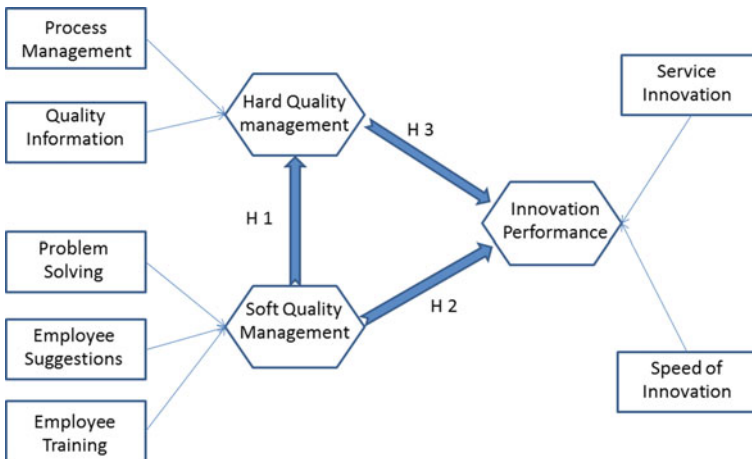 Process
Management
Quality
Information
Hard Quality
management
H 3
Service
Innovation
H 1
Innovation
Performance
Problem
Solving
Employee
Suggestions
Employee
Training
Soft Quality
Management
H 2
Speed of
Innovation